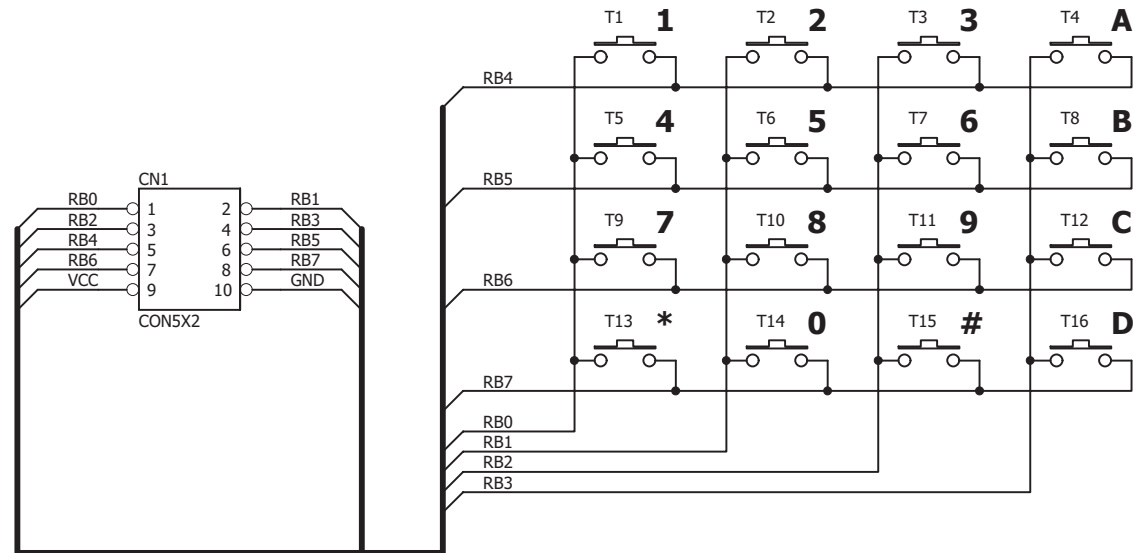 T1 1 T2 2 T3 3 T4 A
RB4
T5 4 T6 5 T7 6 T8 B
RB5
T9 7 T10 8 T11 9 T12 C
RB6
T13 * T14 0 T15 # T16 D
RB7
RB0
RB1
RB2
RB3
CN1
RB0 1 2 RB1
RB2 3 4 RB3
RB4 5 6 RB5
RB6 7 8 RB7
VCC 9 10 GND
CON5X2